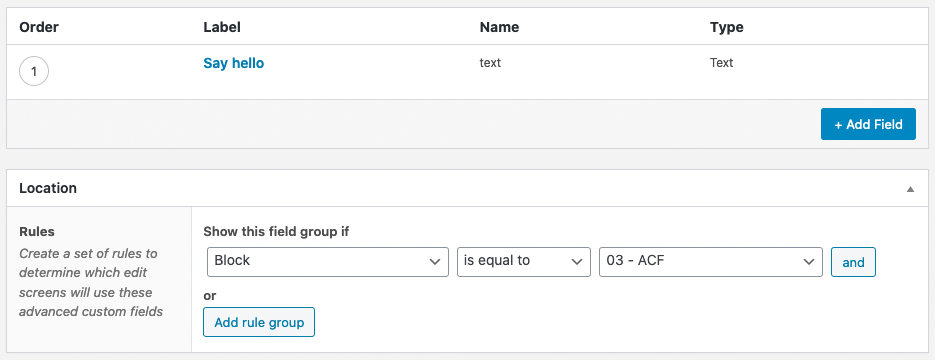 Order Label Name Type
1 Say hello text Text
+ Add Field
Location
Rules
Create a set of rules to
determine which edit
screens will use these
advanced custom fields
Show this field group if
Block is equal to 03 - ACF and
or
Add rule group